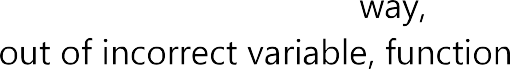 way,
out of incorrect variable, function